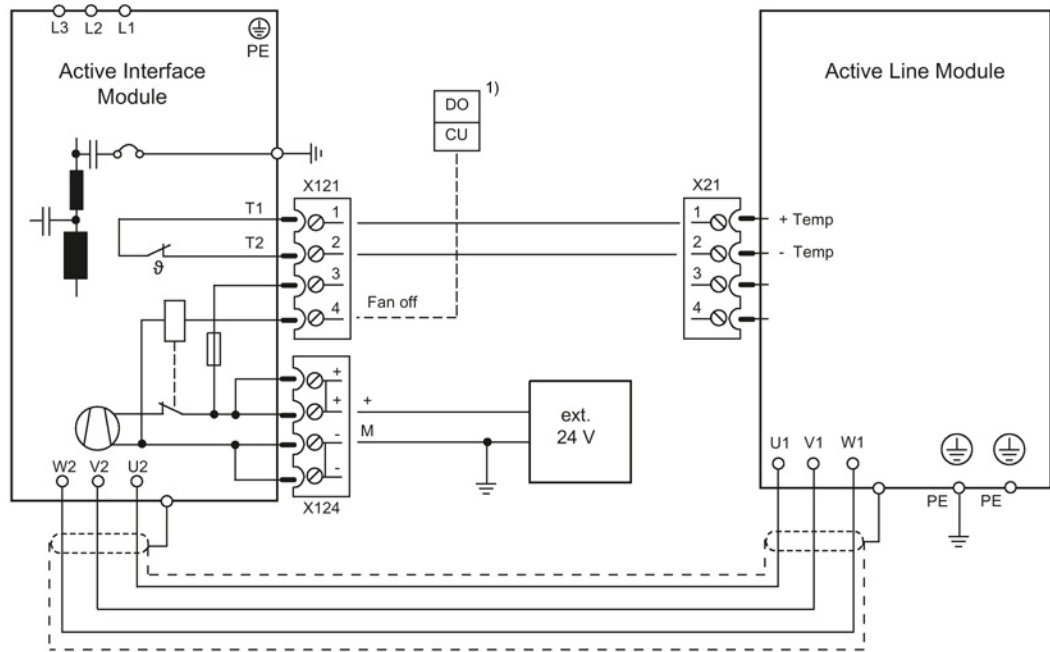 L3 L2 L1
PE
Active Interface
Module
Active Line Module
1)
DO
CU
X121
X21
T1
1
1
+ Temp
T2
2
2
- Temp
3
3
4
Fan off
4
ϑ
+
+
+
-
M
-
X124
ext.
24 V
W2 V2 U2
U1 V1 W1
PE PE